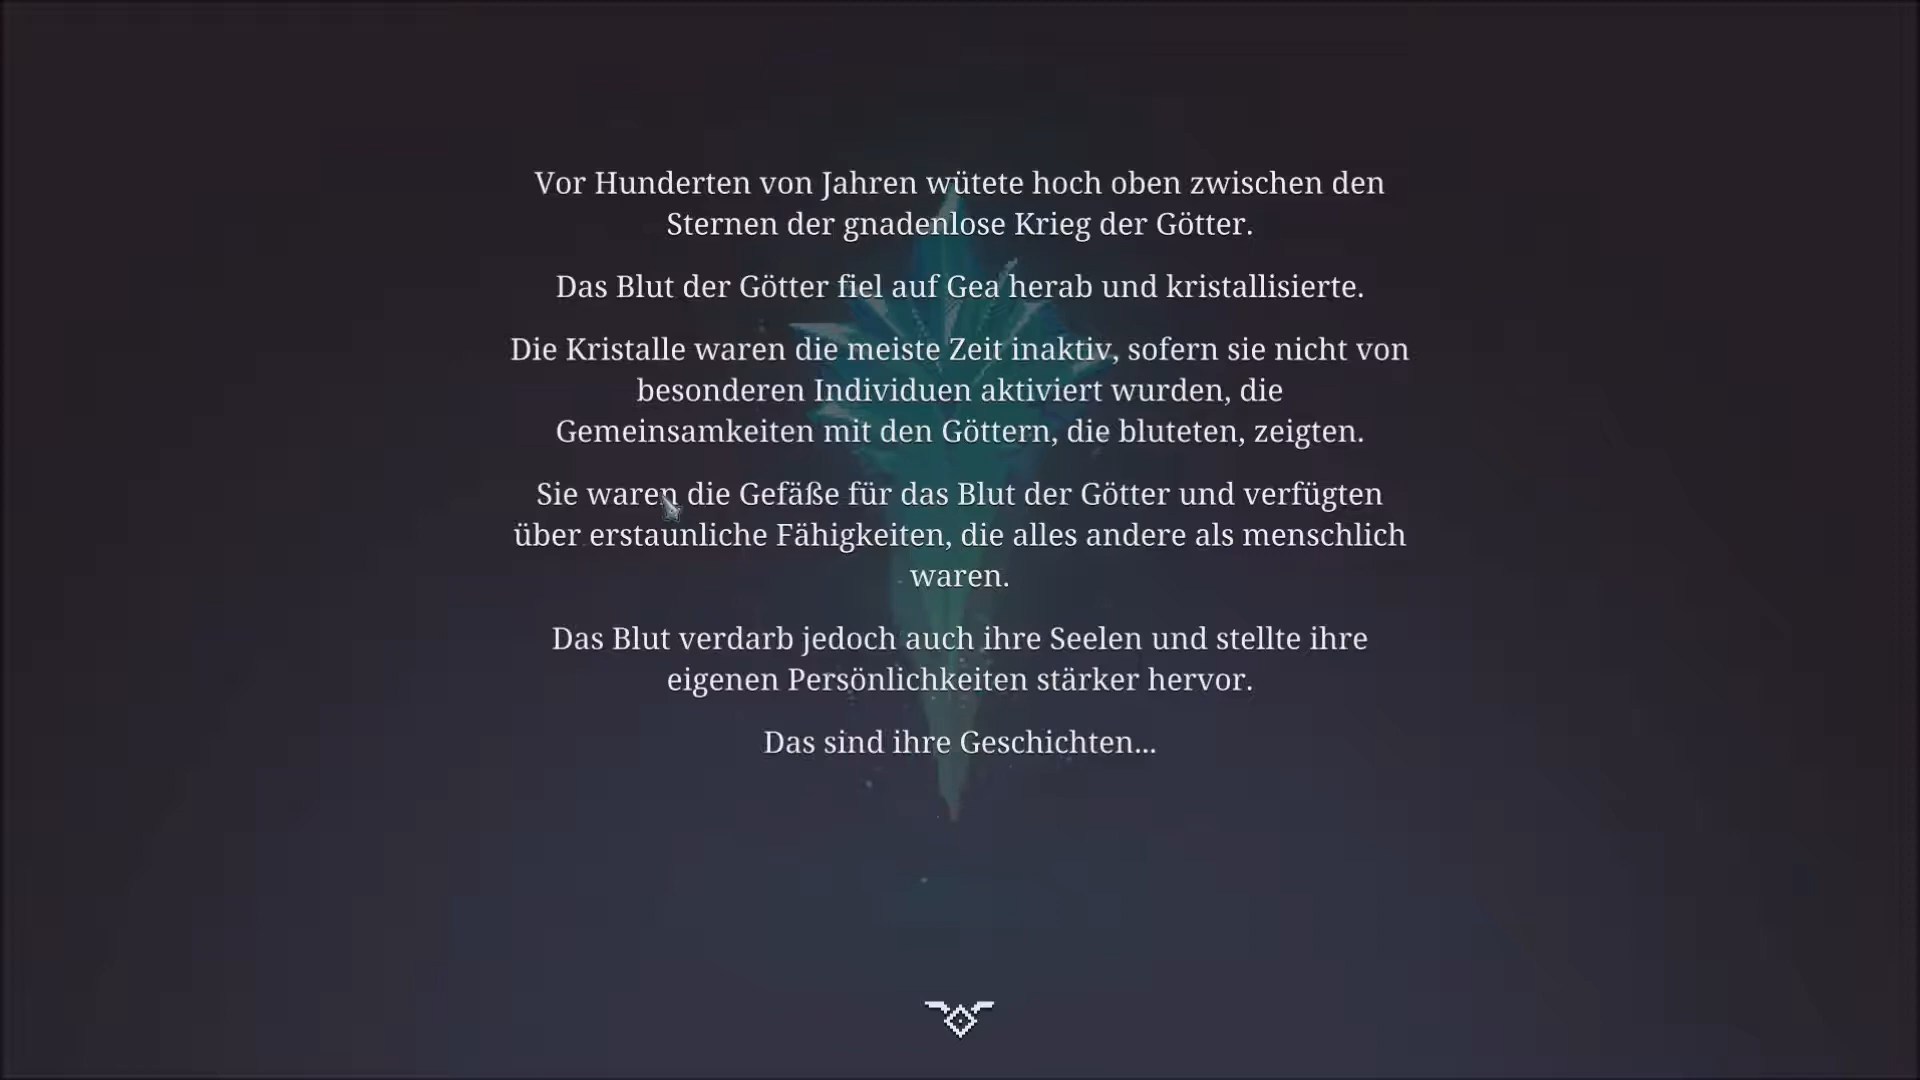 Vor Hunderten von Jahren wütete hoch oben zwischen den
Sternen der gnadenlose Krieg der Götter.
Das Blut der Götter fiel auf Gea herab und kristallisierte.
Die Kristalle waren die meiste Zeit inaktiv, sofern sie nicht von
besonderen Individuen aktiviert wurden, die
Gemeinsamkeiten mit den Göttern, die bluteten, zeigten.
Sie waren die Gefäße für das Blut der Götter und verfügten
über erstaunliche Fähigkeiten, die alles andere als menschlich
waren.
Das Blut verdarb jedoch auch ihre Seelen und stellte ihre
eigenen Persönlichkeiten stärker hervor.
Das sind ihre Geschichten...